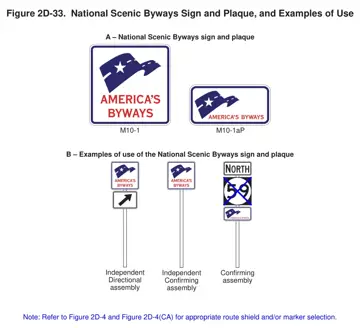 Figure 2D-33. National Scenic Byways Sign and Plaque, and Examples of Use
A – National Scenic Byways sign and plaque
AMERICA'S
BYWAYS
AMERICA'S BYWAYS
M10-1
M10-1aP
B – Examples of use of the National Scenic Byways sign and plaque
AMERICA'S
BYWAYS
AMERICA'S
BYWAYS
NORTH
59
Independent
Directional
assembly
Independent
Confirming
assembly
Confirming
assembly
Note: Refer to Figure 2D-4 and Figure 2D-4(CA) for appropriate route shield and/or marker selection.